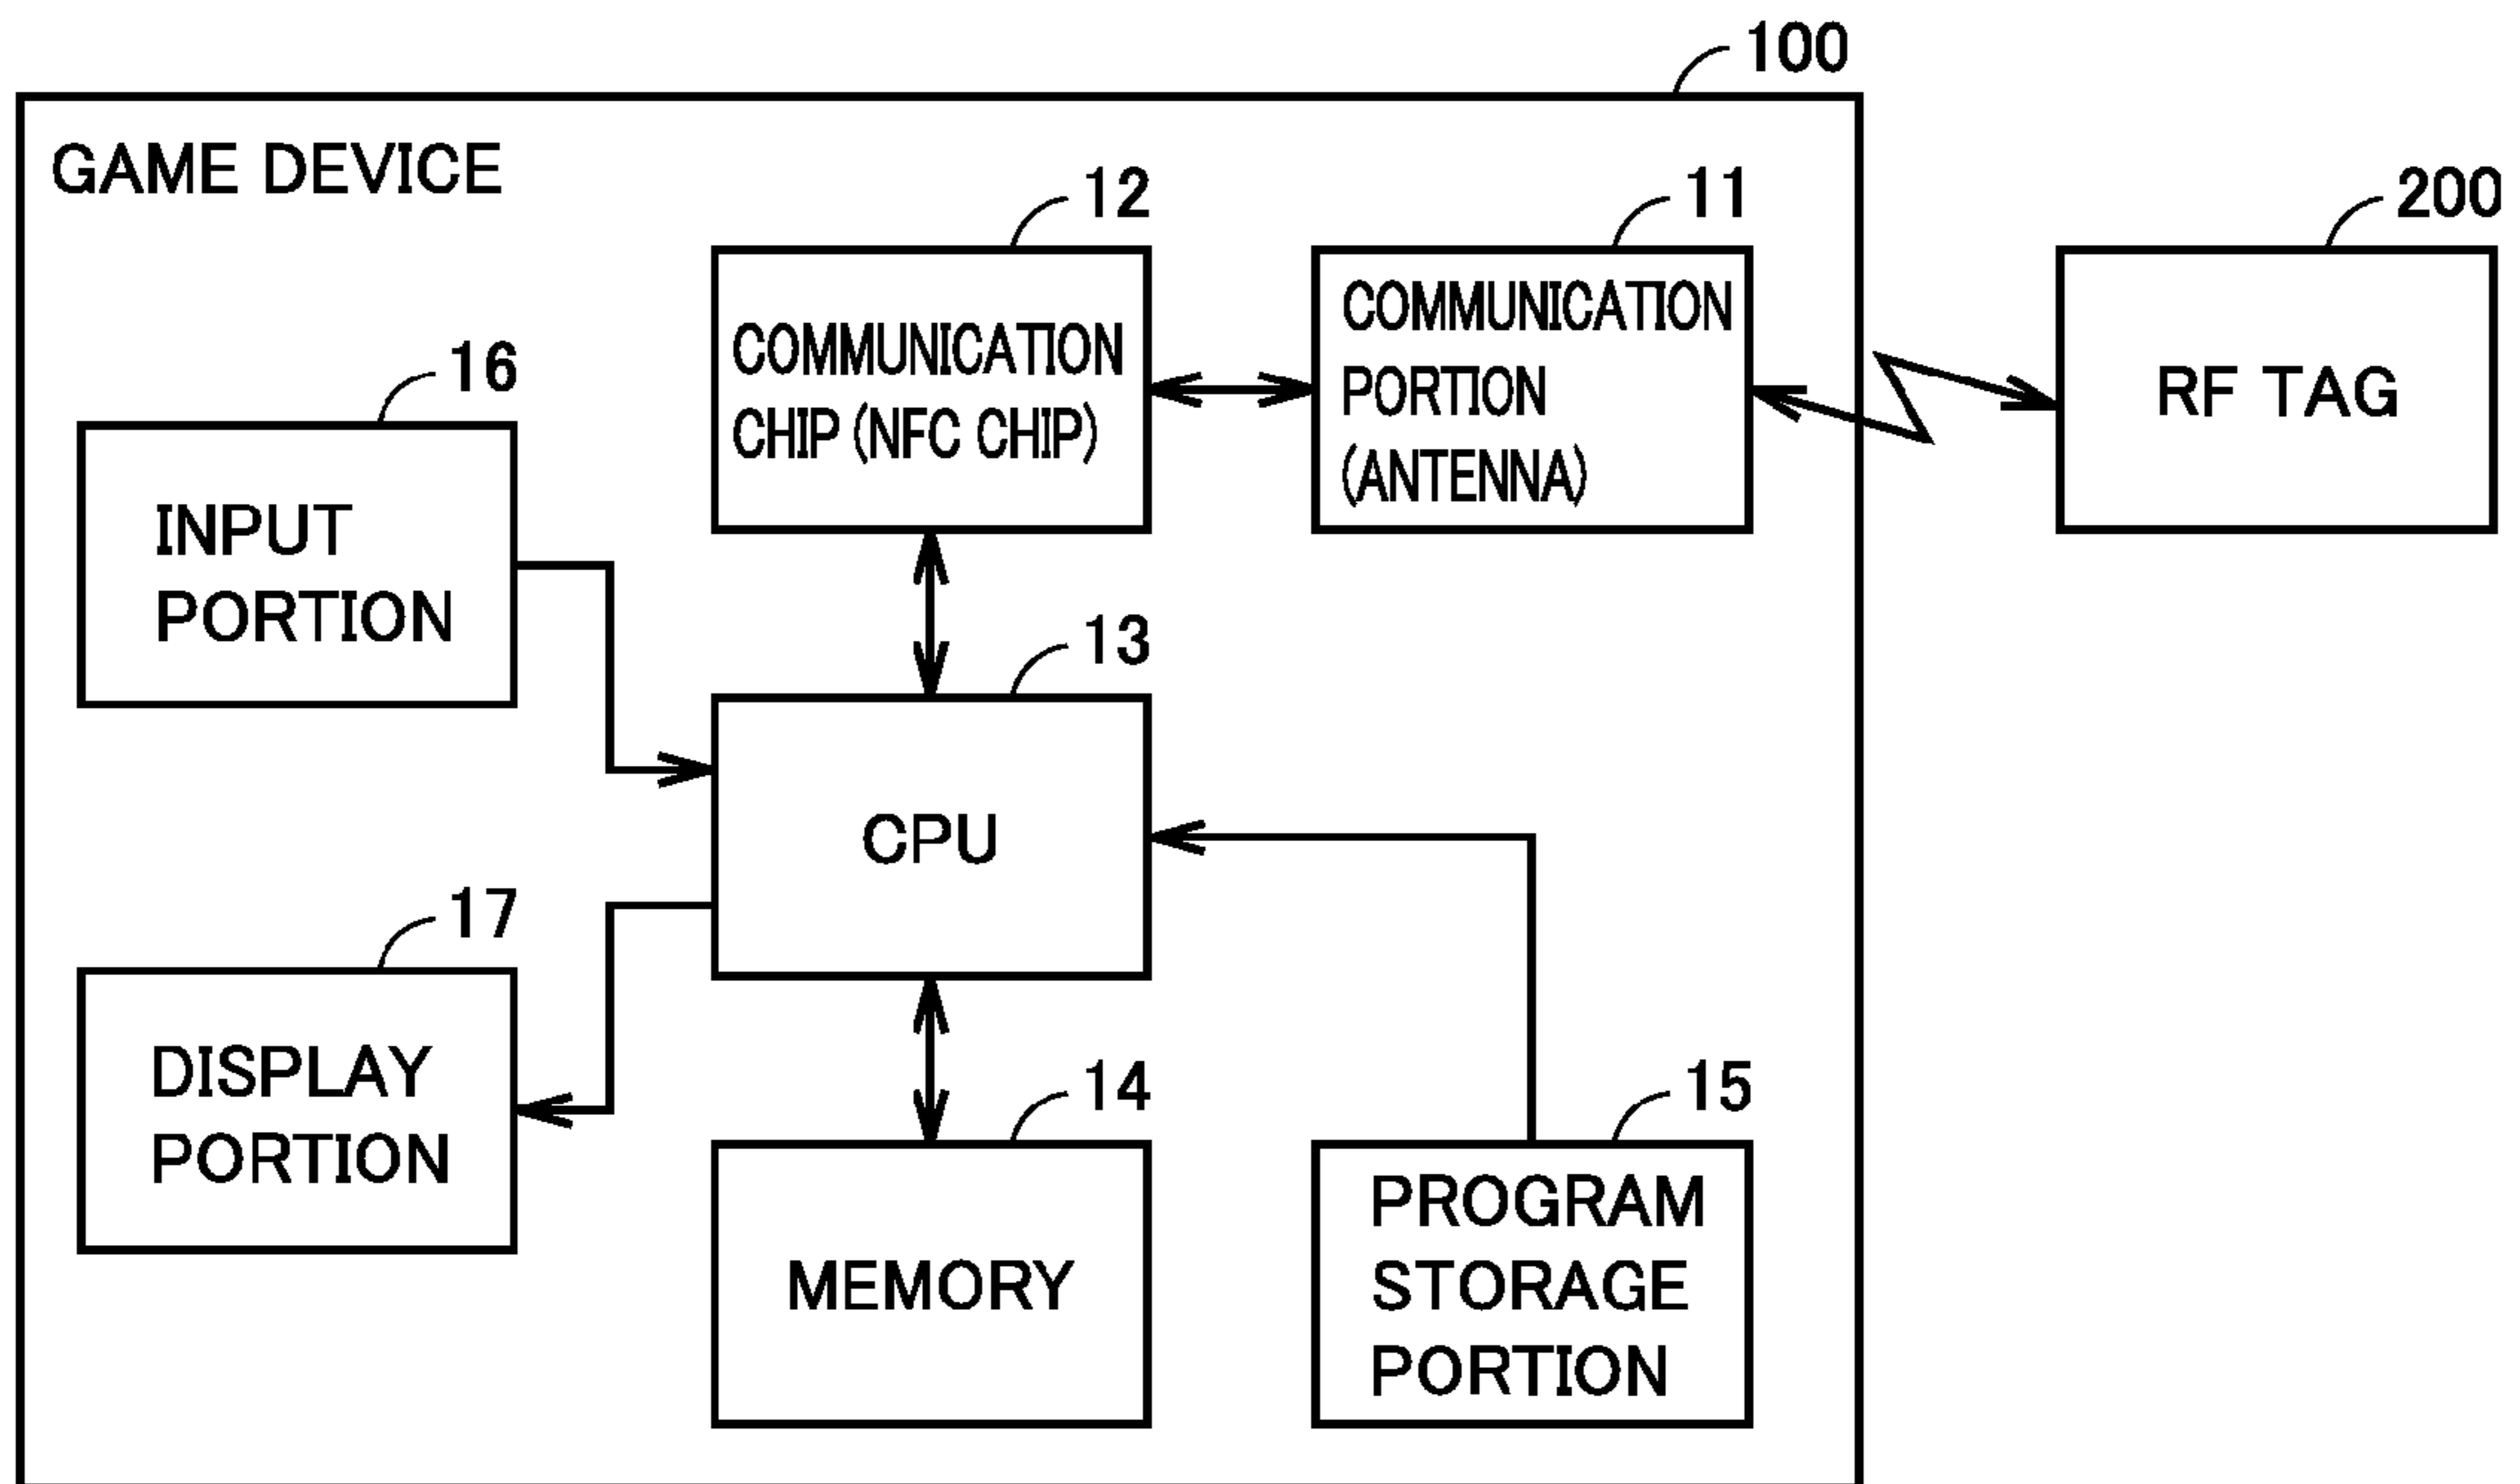 100
GAME DEVICE
12
11
200
COMMUNICATION
CHIP (NFC CHIP)
COMMUNICATION
PORTION
(ANTENNA)
RF TAG
16
INPUT
PORTION
13
CPU
17
DISPLAY
PORTION
14
MEMORY
15
PROGRAM
STORAGE
PORTION